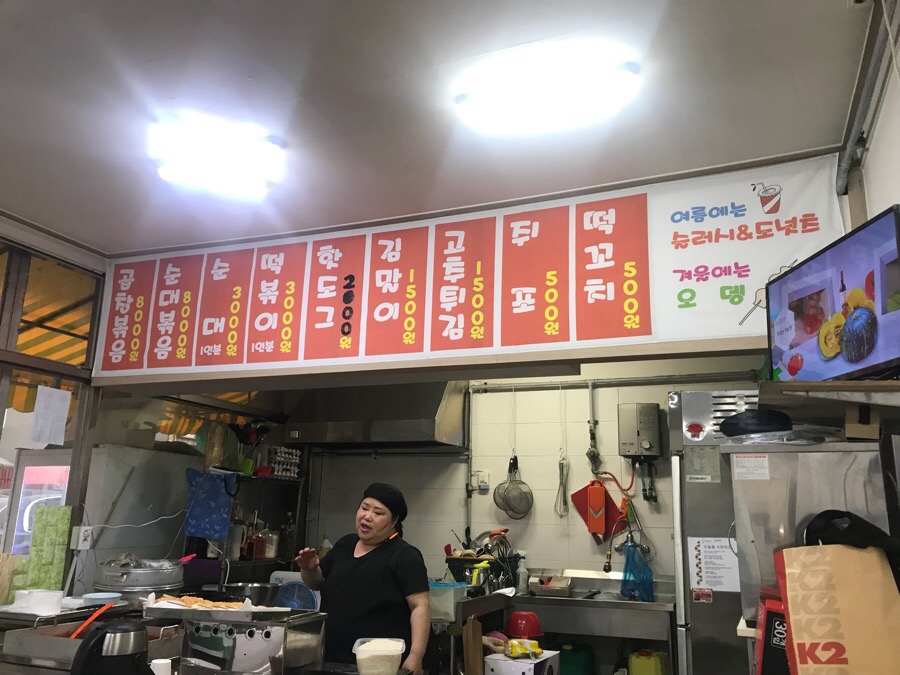 곱창볶음 8000원
순대볶음 8000원
순대 3000원 1인분
떡볶이 3000원 1인분
핫도그 2000원
김말이 1500원
고추튀김 1500원
쥐포 500원
떡꼬치 500원
여름에는
슈러시&도넛츠
겨울에는
오뎅
K2
K2
K2